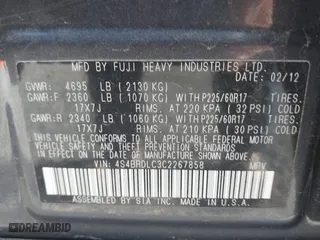 MFD BY FUJI HEAVY INDUSTRIES LTD.
DATE: 02/12
GVWR: 4695 LB (2130 KG)
GAWR:F 2360 LB (1070 KG) WITH P225/60R17 TIRES.
17X7J RIMS. AT 220 KPA (32 PSI) COLD
GAWR:R 2340 LB (1060 KG) WITH P225/60R17 TIRES.
17X7J RIMS. AT 210 KPA (30 PSI) COLD
THIS VEHICLE CONFORMS TO ALL APPLICABLE FEDERAL MOTOR
VEHICLE SAFETY, BUMPER, AND THEFT PREVENTION STANDARDS
IN EFFECT ON THE DATE OF MANUFACTURE SHOWN ABOVE.
VIN: 4S4BRDLC3C2267858 MPV
ASSEMBLED BY SIA INC. MADE IN U.S.A.